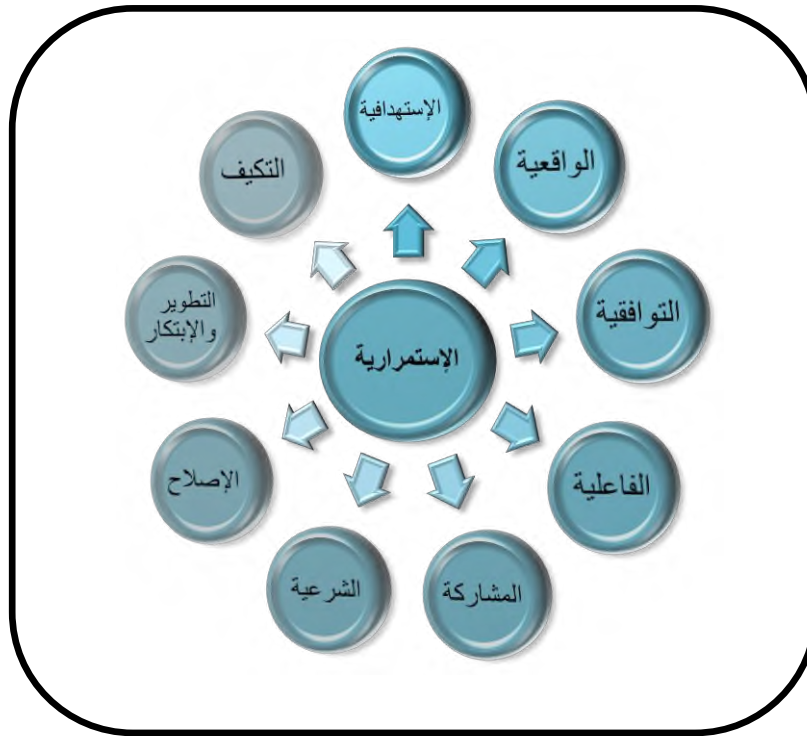 الإستهدافية
الواقعية
التوافقية
الفاعلية
المشاركة
الشرعية
الإصلاح
التطوير
والإبتكار
التكيف
الإستمرارية